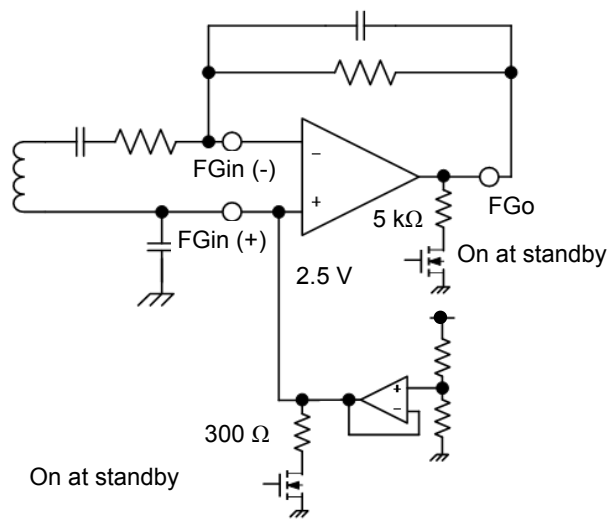 FGin (-)
−
+
FGin (+)
5 kΩ
FGo
On at standby
2.5 V
+
−
300 Ω
On at standby